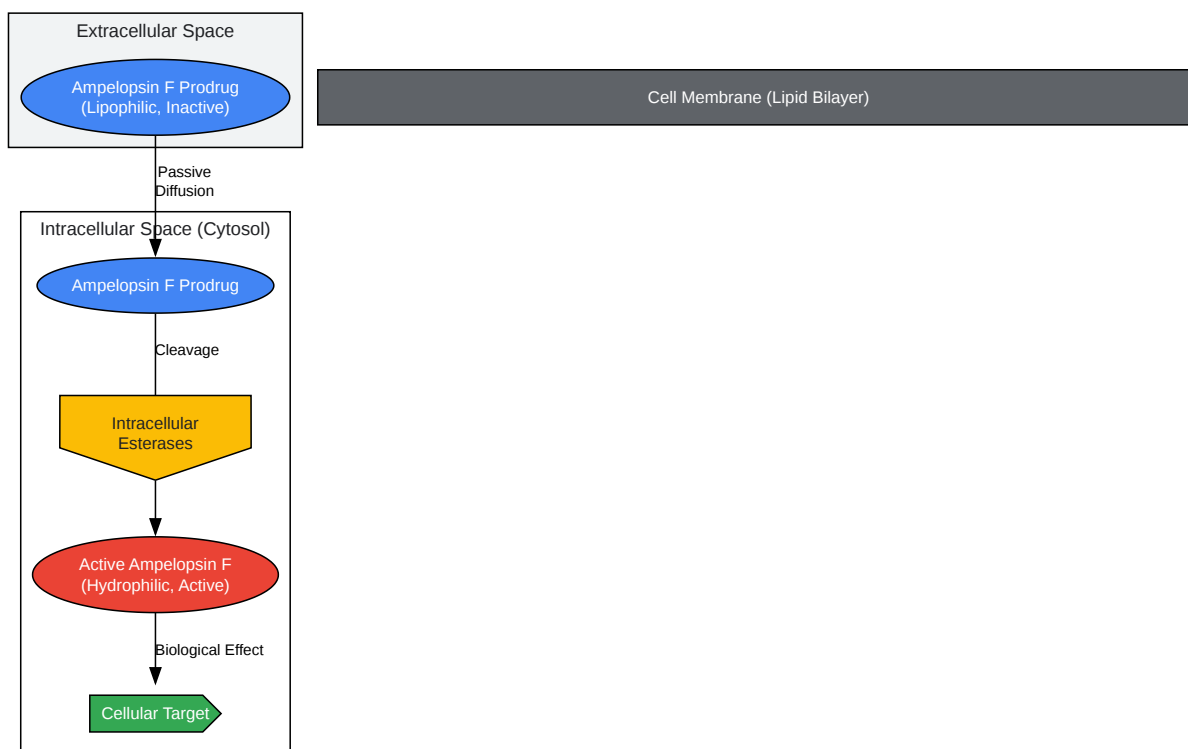 Extracellular Space
Ampelopsin F Prodrug
(Lipophilic, Inactive)
Cell Membrane (Lipid Bilayer)
Passive
Diffusion
Intracellular Space (Cytosol)
Ampelopsin F Prodrug
Cleavage
Intracellular
Esterases
Active Ampelopsin F
(Hydrophilic, Active)
Biological Effect
Cellular Target